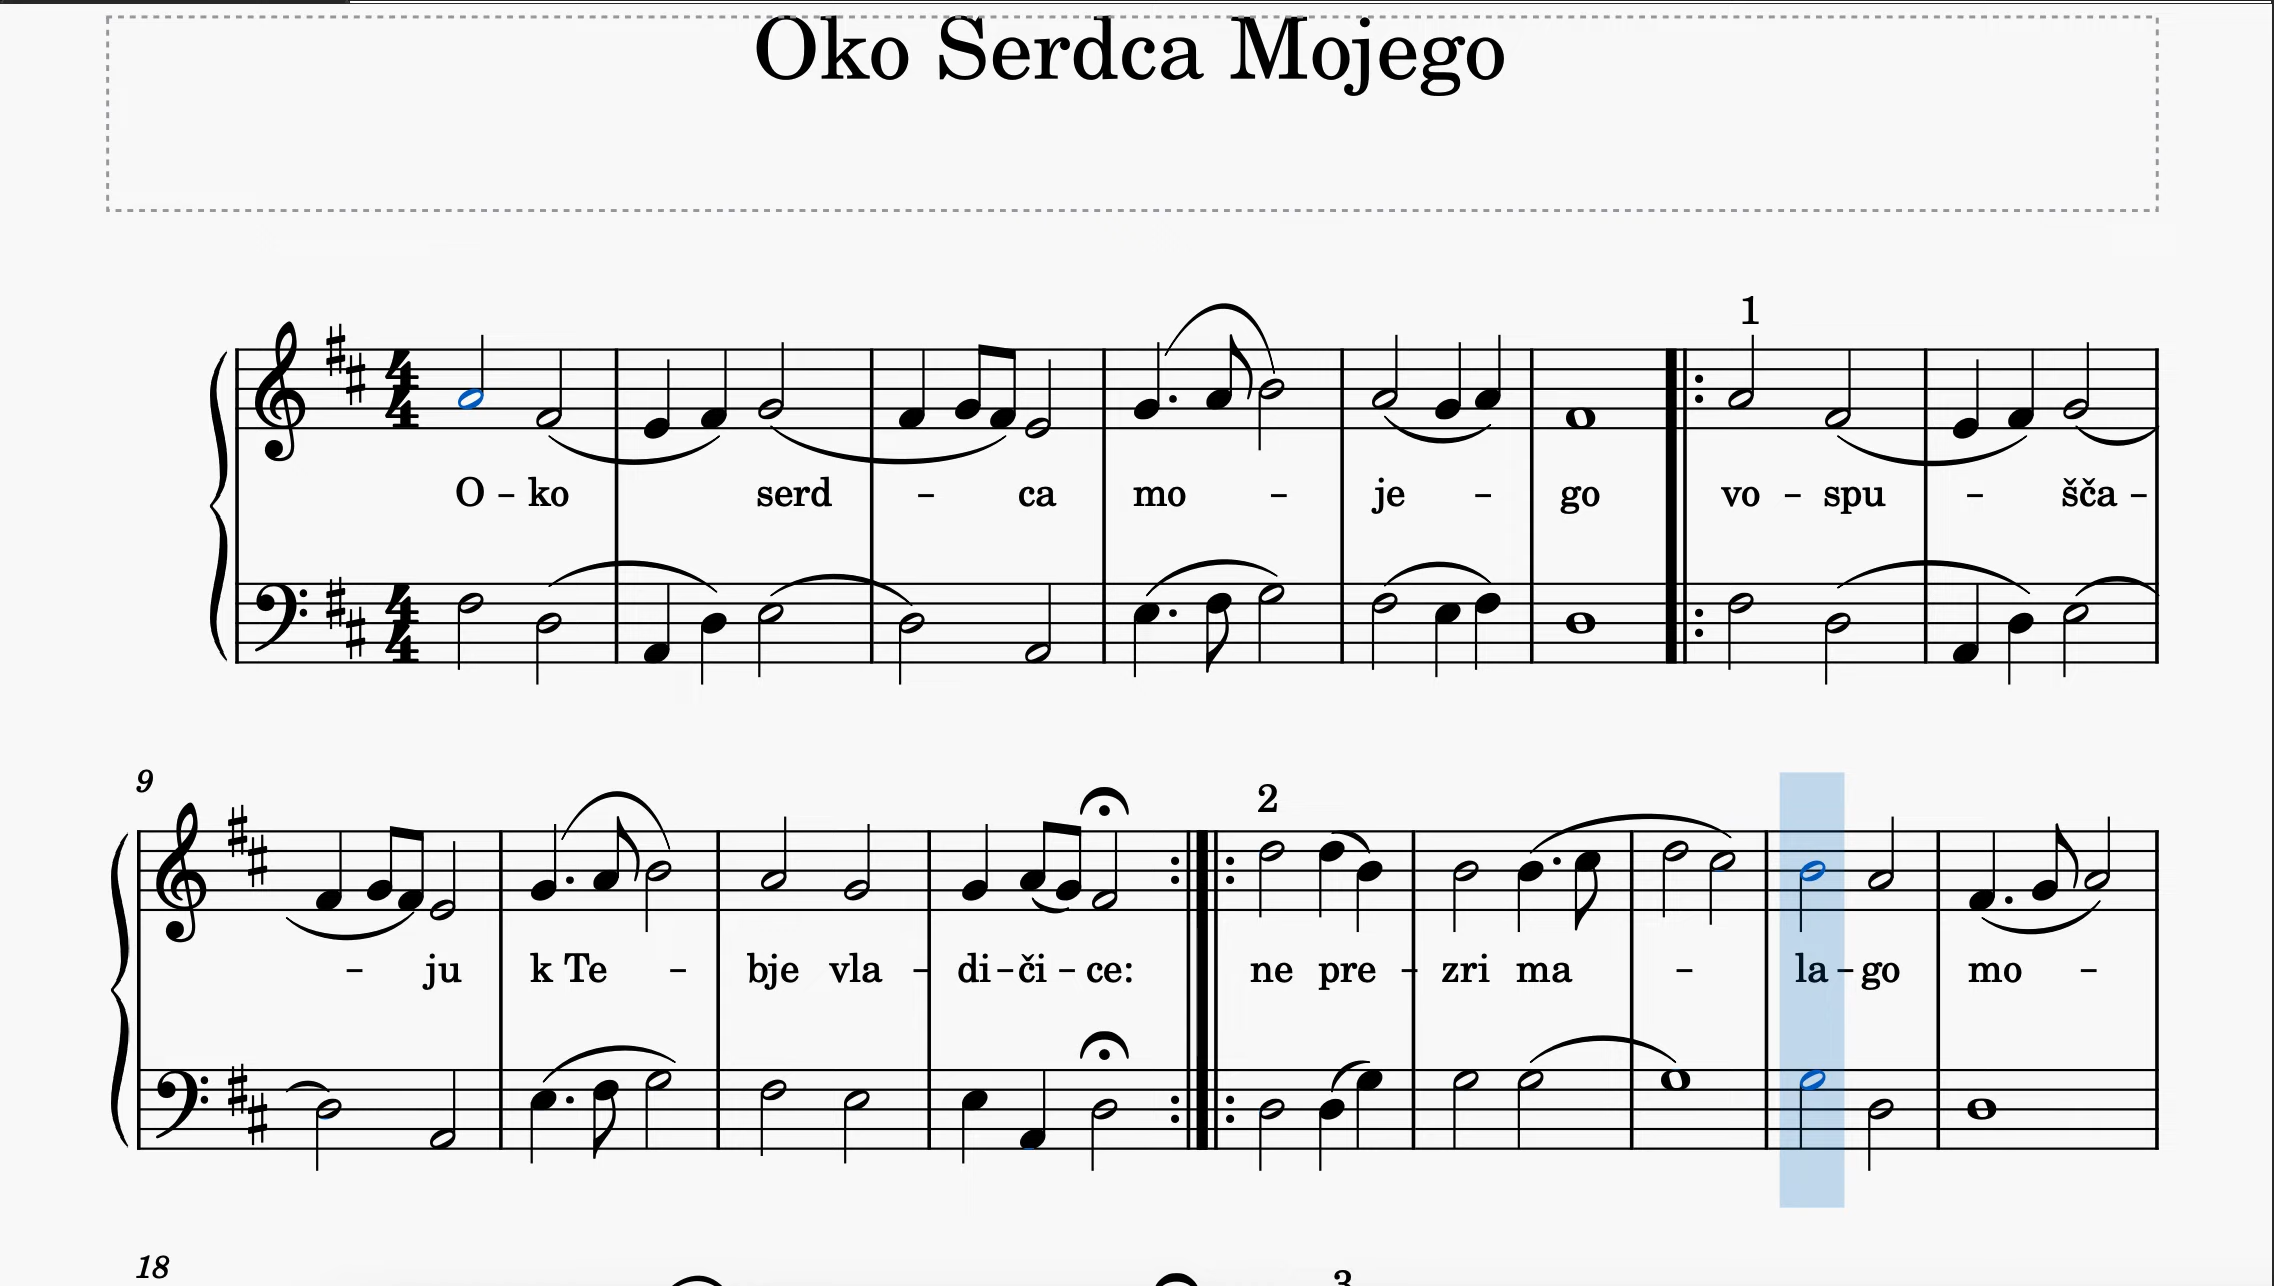 Oko Serdca Mojego
1
O – ko serd – ca mo – je – go vo – spu – šča –
9
2
– ju k Te – bje vla – di – či – ce: ne pre – zri ma – la – go mo –
18
3